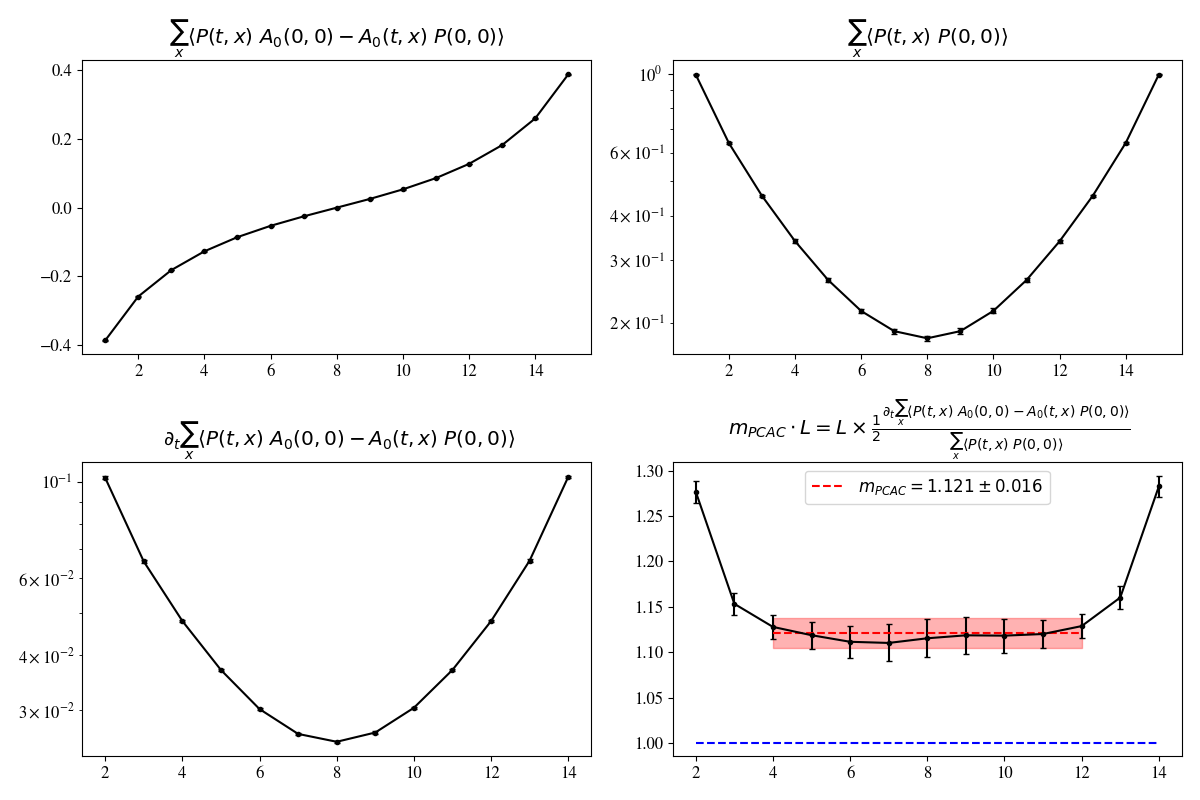 ∑ₓ⟨P(t, x) A₀(0, 0) − A₀(t, x) P(0, 0)⟩
0.4
0.2
0.0
−0.2
−0.4
2 4 6 8 10 12 14
∑ₓ⟨P(t, x) P(0, 0)⟩
10⁰
6 × 10⁻¹
4 × 10⁻¹
3 × 10⁻¹
2 × 10⁻¹
2 4 6 8 10 12 14
∂ₜ∑ₓ⟨P(t, x) A₀(0, 0) − A₀(t, x) P(0, 0)⟩
10⁻¹
6 × 10⁻²
4 × 10⁻²
3 × 10⁻²
2 4 6 8 10 12 14
m_PCAC · L = L × 1/2 ∂ₜ∑ₓ⟨P(t, x) A₀(0, 0) − A₀(t, x) P(0, 0)⟩ / ∑ₓ⟨P(t, x) P(0, 0)⟩
m_PCAC = 1.121 ± 0.016
1.30
1.25
1.20
1.15
1.10
1.05
1.00
2 4 6 8 10 12 14